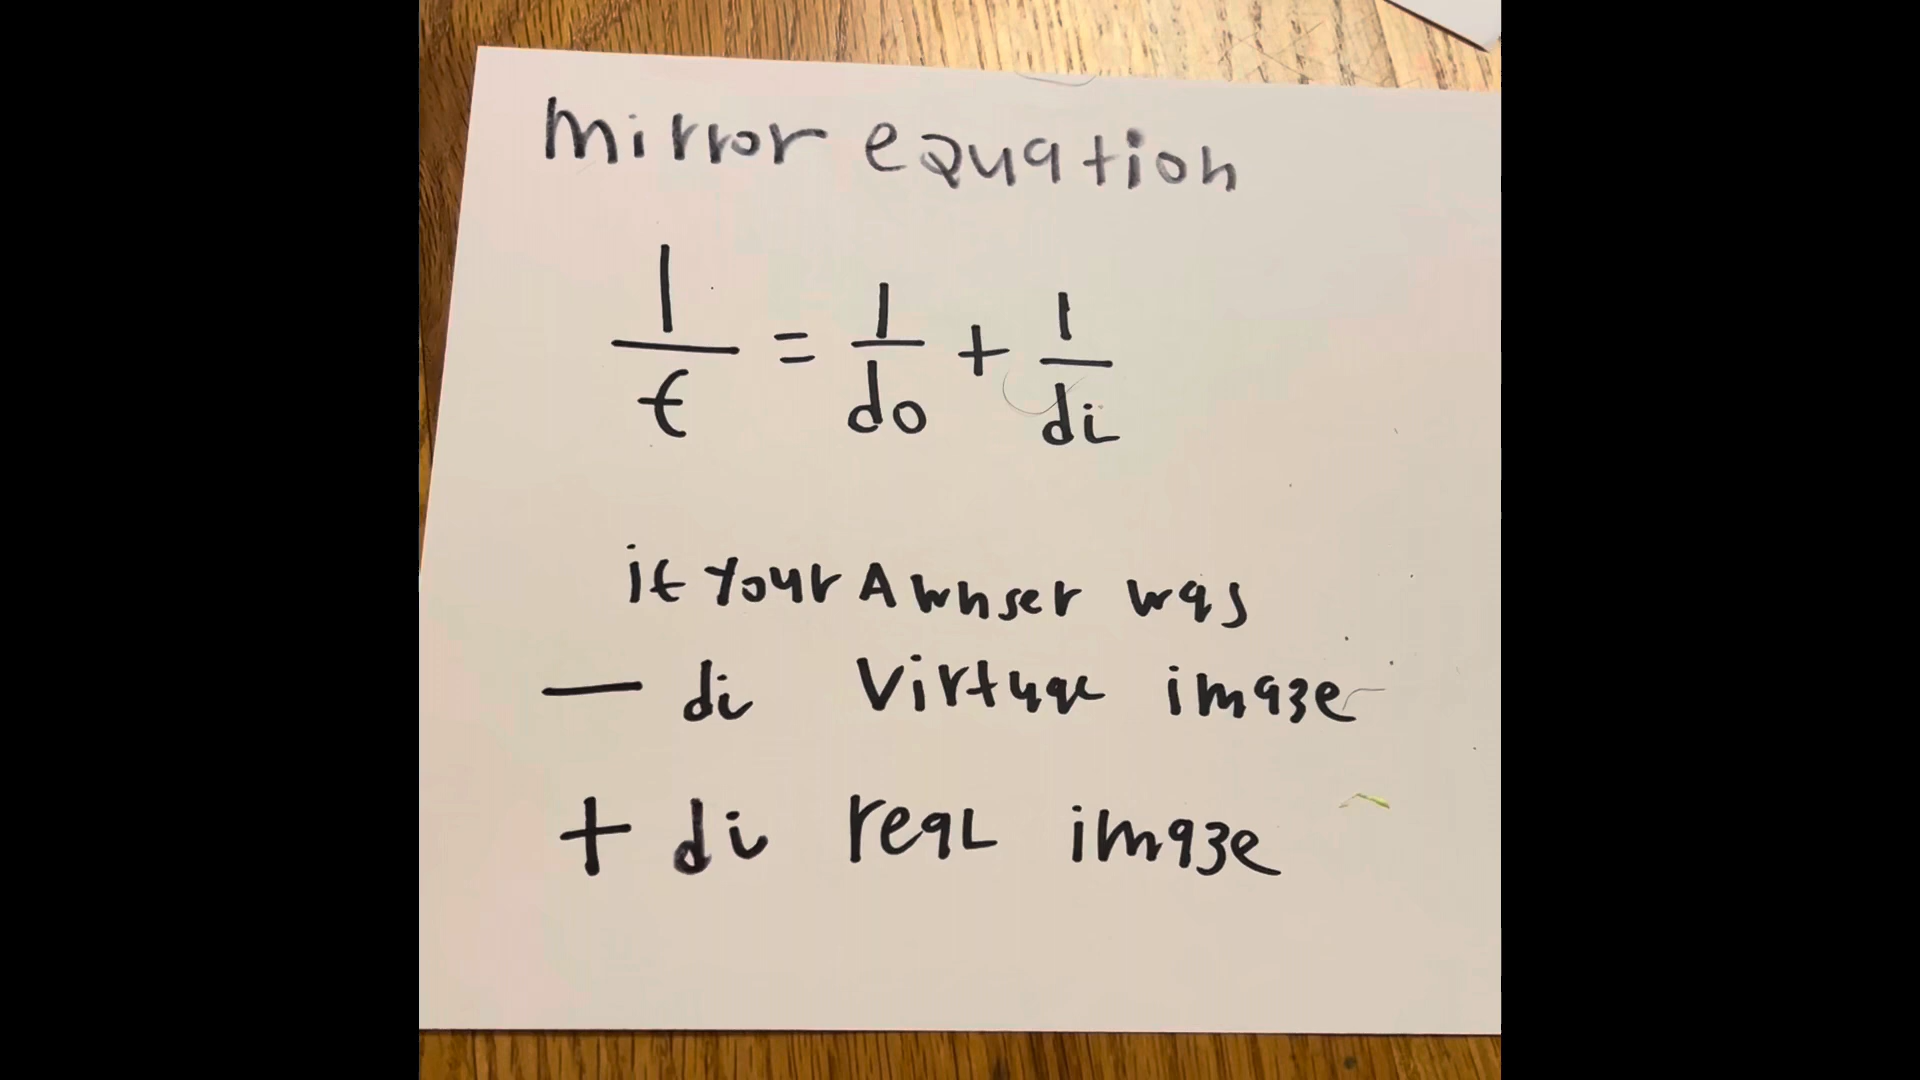 mirror equation
1/f = 1/do + 1/di
if your Awnser was
— di Virtual image
+ di real image